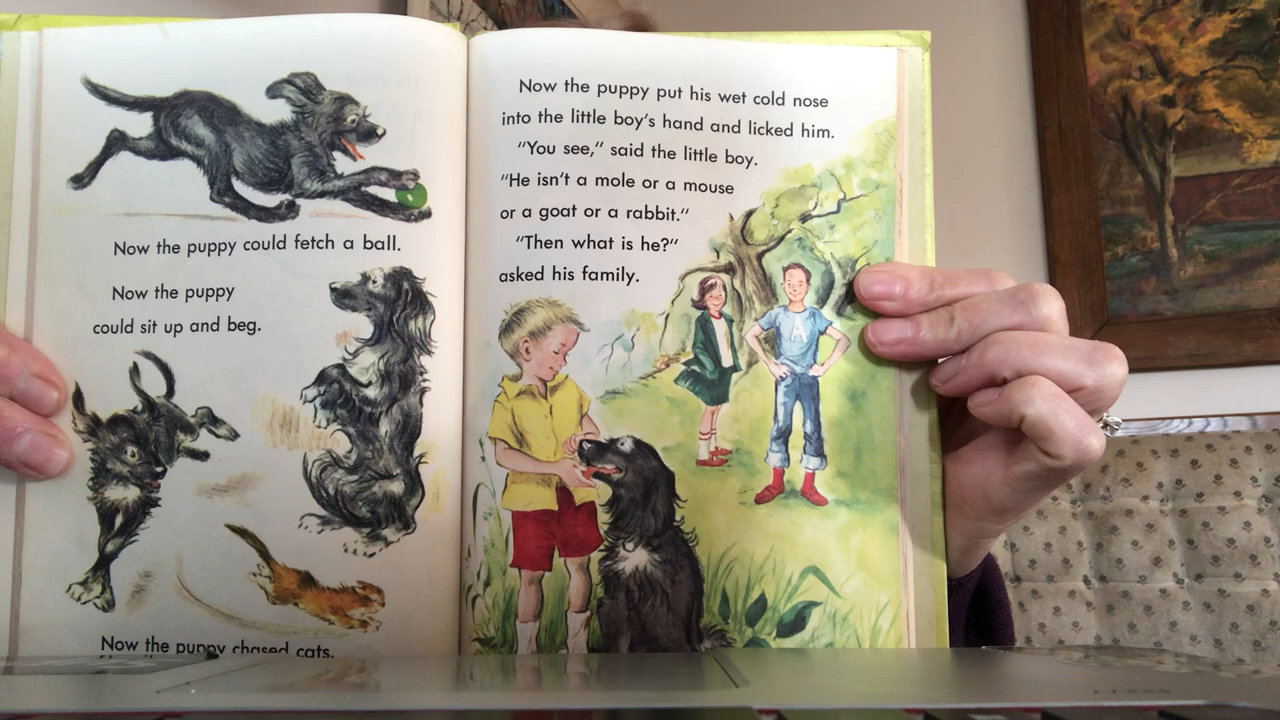 Now the puppy could fetch a ball.
Now the puppy
could sit up and beg.
Now the puppy chased cats.
Now the puppy put his wet cold nose
into the little boy's hand and licked him.
"You see," said the little boy.
"He isn't a mole or a mouse
or a goat or a rabbit."
"Then what is he?"
asked his family.
A